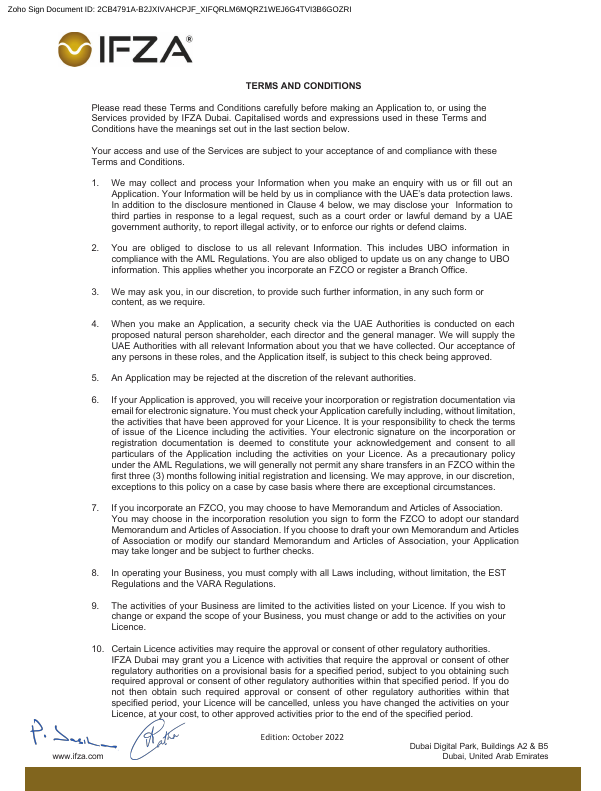 Zoho Sign Document ID: 2CB4791A-B2JXIVAHCPJF_XIFQRLM6MQRZ1WEJ6G4TVI3B6GOZRI
IFZA®
TERMS AND CONDITIONS
Please read these Terms and Conditions carefully before making an Application to, or using the
Services provided by IFZA Dubai. Capitalised words and expressions used in these Terms and
Conditions have the meanings set out in the last section below.
Your access and use of the Services are subject to your acceptance of and compliance with these
Terms and Conditions.
1. We may collect and process your Information when you make an enquiry with us or fill out an
Application. Your Information will be held by us in compliance with the UAE's data protection laws.
In addition to the disclosure mentioned in Clause 4 below, we may disclose your Information to
third parties in response to a legal request, such as a court order or lawful demand by a UAE
government authority, to report illegal activity, or to enforce our rights or defend claims.
2. You are obliged to disclose to us all relevant Information. This includes UBO information in
compliance with the AML Regulations. You are also obliged to update us on any change to UBO
information. This applies whether you incorporate an FZCO or register a Branch Office.
3. We may ask you, in our discretion, to provide such further information, in any such form or
content, as we require.
4. When you make an Application, a security check via the UAE Authorities is conducted on each
proposed natural person shareholder, each director and the general manager. We will supply the
UAE Authorities with all relevant Information about you that we have collected. Our acceptance of
any persons in these roles, and the Application itself, is subject to this check being approved.
5. An Application may be rejected at the discretion of the relevant authorities.
6. If your Application is approved, you will receive your incorporation or registration documentation via
email for electronic signature. You must check your Application carefully including, without limitation,
the activities that have been approved for your Licence. It is your responsibility to check the terms
of issue of the Licence including the activities. Your electronic signature on the incorporation or
registration documentation is deemed to constitute your acknowledgement and consent to all
particulars of the Application including the activities on your Licence. As a precautionary policy
under the AML Regulations, we will generally not permit any share transfers in an FZCO within the
first three (3) months following initial registration and licensing. We may approve, in our discretion,
exceptions to this policy on a case by case basis where there are exceptional circumstances.
7. If you incorporate an FZCO, you may choose to have Memorandum and Articles of Association.
You may choose in the incorporation resolution you sign to form the FZCO to adopt our standard
Memorandum and Articles of Association. If you choose to draft your own Memorandum and Articles
of Association or modify our standard Memorandum and Articles of Association, your Application
may take longer and be subject to further checks.
8. In operating your Business, you must comply with all Laws including, without limitation, the EST
Regulations and the VARA Regulations.
9. The activities of your Business are limited to the activities listed on your Licence. If you wish to
change or expand the scope of your Business, you must change or add to the activities on your
Licence.
10. Certain Licence activities may require the approval or consent of other regulatory authorities.
IFZA Dubai may grant you a Licence with activities that require the approval or consent of other
regulatory authorities on a provisional basis for a specified period, subject to you obtaining such
required approval or consent of other regulatory authorities within that specified period. If you do
not then obtain such required approval or consent of other regulatory authorities within that
specified period, your Licence will be cancelled, unless you have changed the activities on your
Licence, at your cost, to other approved activities prior to the end of the specified period.
Edition: October 2022
www.ifza.com
Dubai Digital Park, Buildings A2 & B5
Dubai, United Arab Emirates